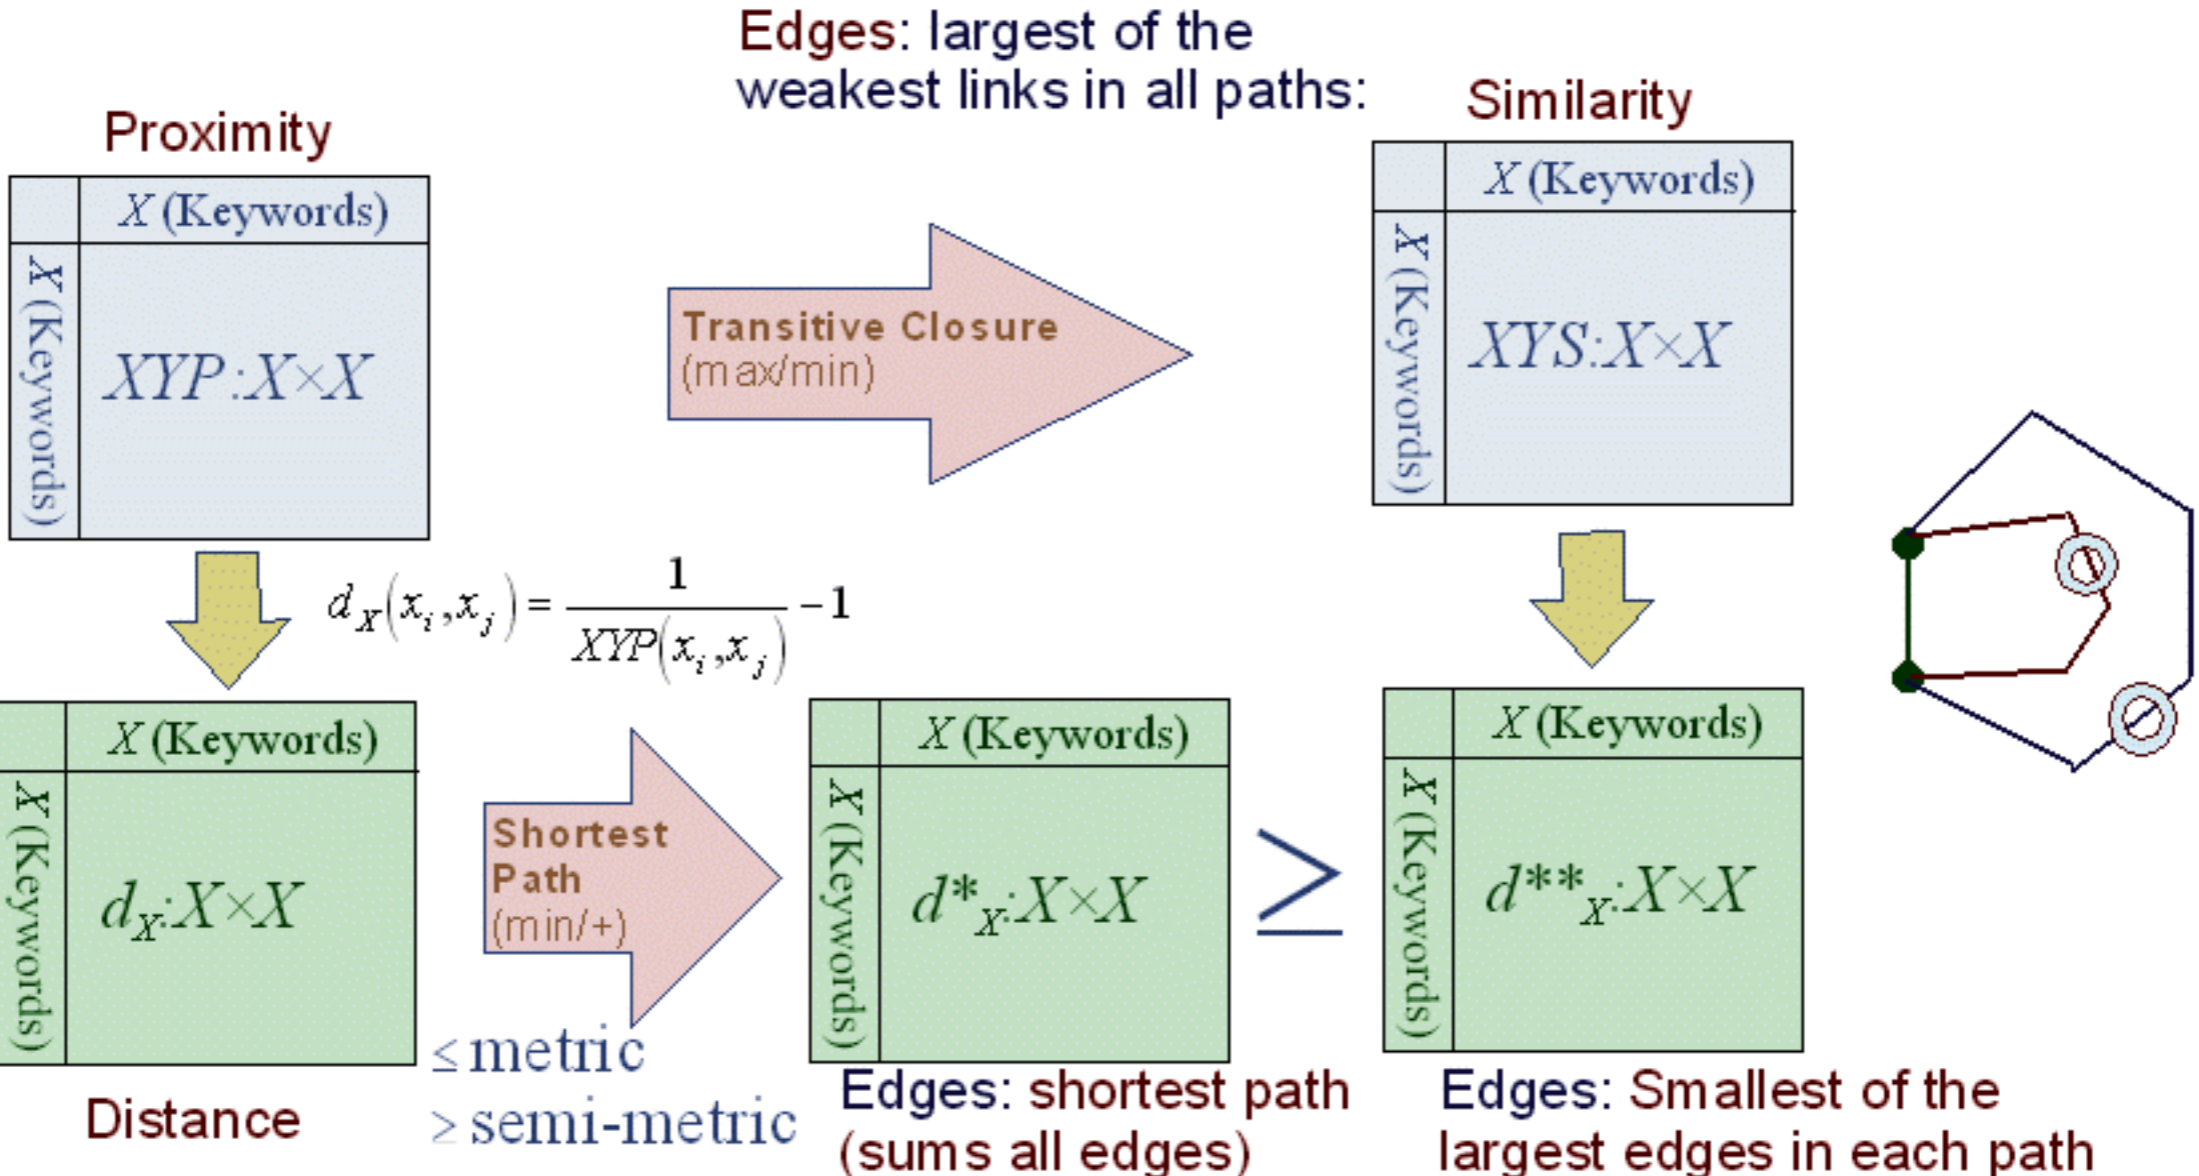 Edges: largest of the
weakest links in all paths:
Proximity
Similarity
X (Keywords)
X (Keywords)
XYP:X×X
Transitive Closure
(max/min)
X (Keywords)
X (Keywords)
XYS:X×X
d_X(x_i,x_j) = 1/XYP(x_i,x_j) −1
X (Keywords)
X (Keywords)
d_X:X×X
Distance
Shortest
Path
(min/+)
≤ metric
≥ semi-metric
X (Keywords)
X (Keywords)
d*_X:X×X
Edges: shortest path
(sums all edges)
≥
X (Keywords)
X (Keywords)
d**_X:X×X
Edges: Smallest of the
largest edges in each path